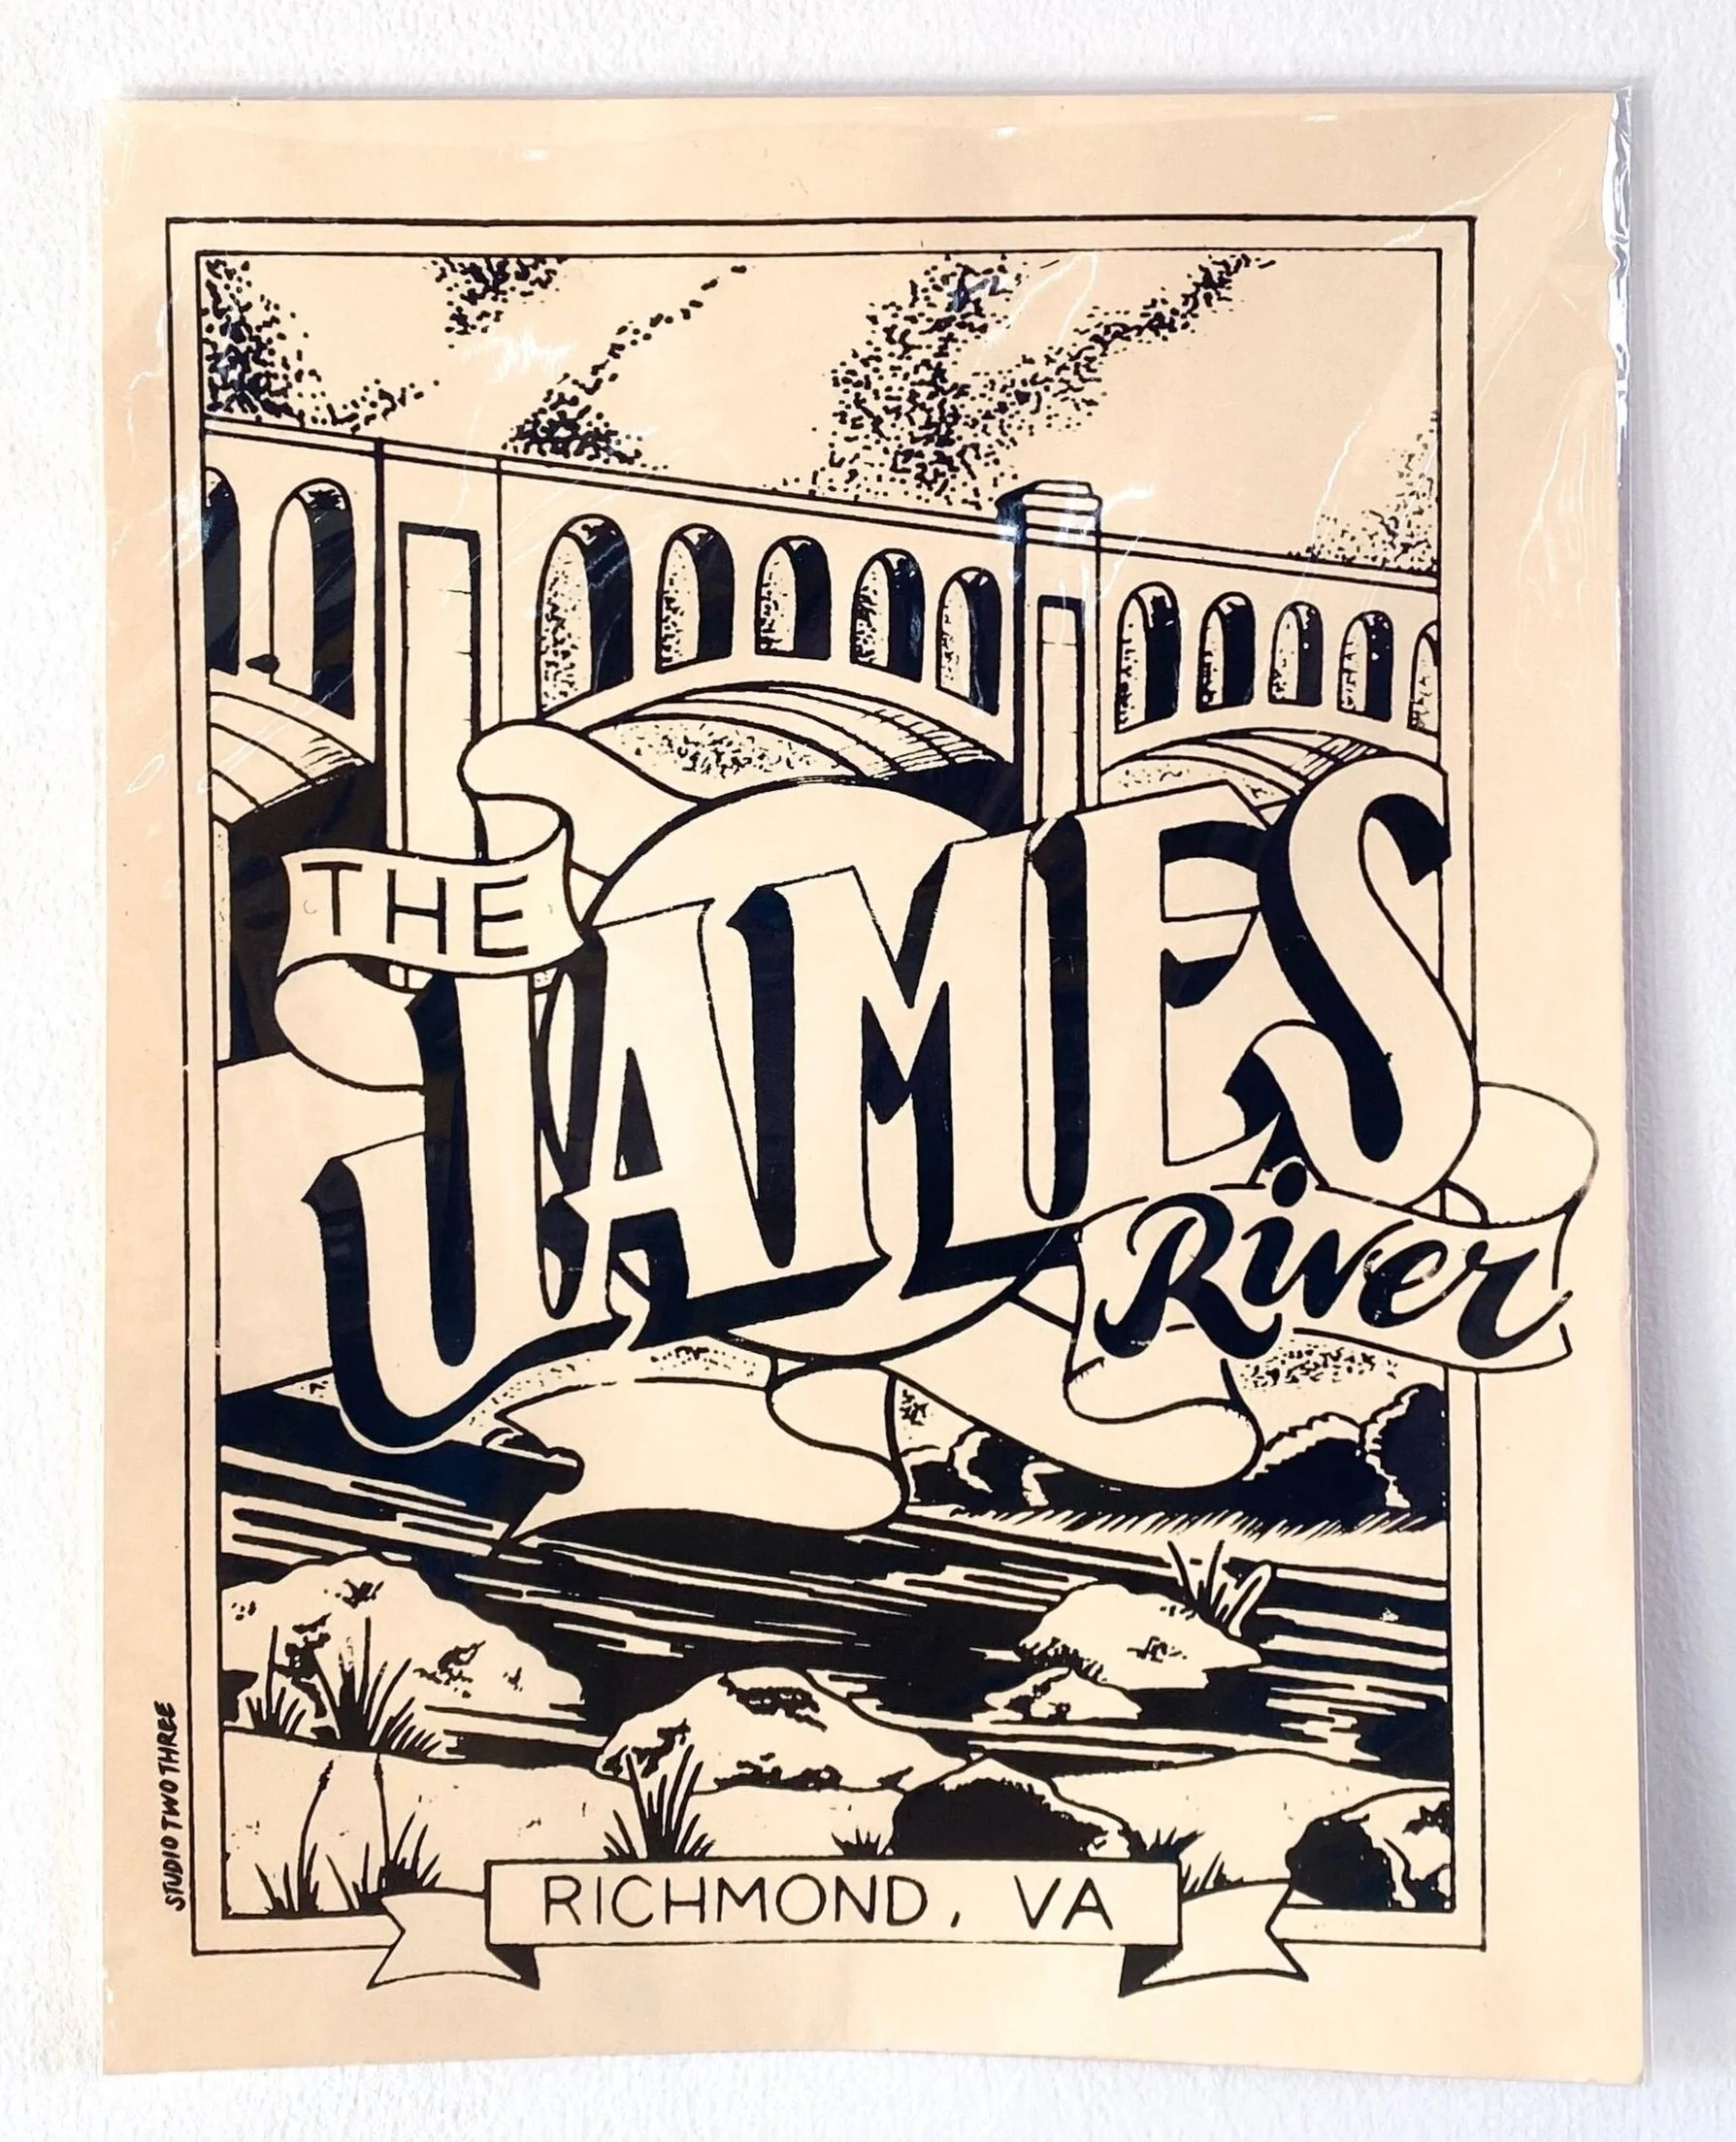 THE
JAMES
River
STUDIO TWO THREE
RICHMOND, VA